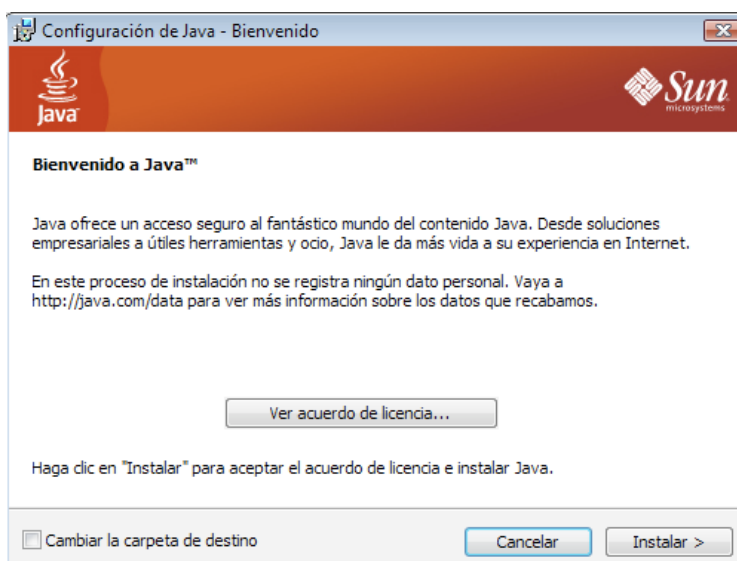 Configuración de Java - Bienvenido
Java
Sun
microsystems
Bienvenido a Java™
Java ofrece un acceso seguro al fantástico mundo del contenido Java. Desde soluciones
empresariales a útiles herramientas y ocio, Java le da más vida a su experiencia en Internet.
En este proceso de instalación no se registra ningún dato personal. Vaya a
http://java.com/data para ver más información sobre los datos que recabamos.
Ver acuerdo de licencia...
Haga clic en "Instalar" para aceptar el acuerdo de licencia e instalar Java.
Cambiar la carpeta de destino
Cancelar
Instalar >